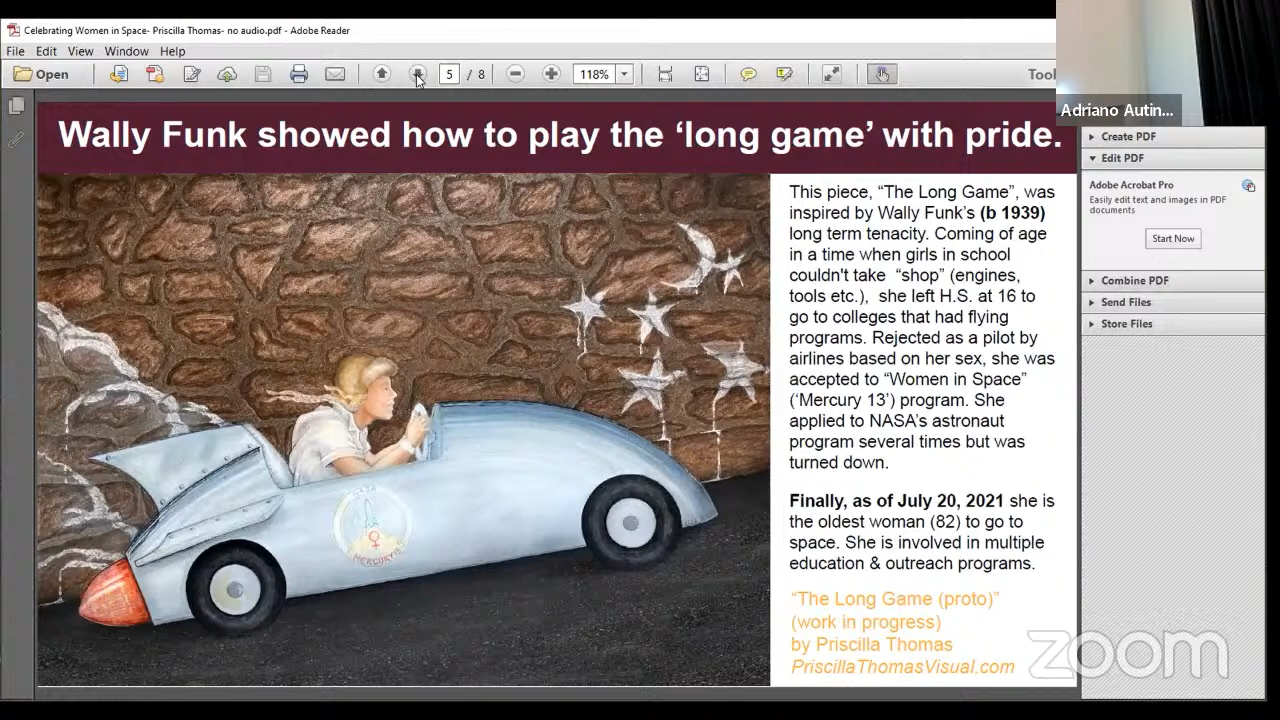 Celebrating Women in Space- Priscilla Thomas- no audio.pdf - Adobe Reader
File Edit View Window Help
Open 5 / 8 118% Tool
Adriano Autin...
Create PDF
Edit PDF
Adobe Acrobat Pro
Easily edit text and images in PDF
documents
Start Now
Combine PDF
Send Files
Store Files
Wally Funk showed how to play the ‘long game’ with pride.
This piece, “The Long Game”, was
inspired by Wally Funk’s (b 1939)
long term tenacity. Coming of age
in a time when girls in school
couldn't take “shop” (engines,
tools etc.), she left H.S. at 16 to
go to colleges that had flying
programs. Rejected as a pilot by
airlines based on her sex, she was
accepted to “Women in Space”
(‘Mercury 13’) program. She
applied to NASA’s astronaut
program several times but was
turned down.
Finally, as of July 20, 2021 she is
the oldest woman (82) to go to
space. She is involved in multiple
education & outreach programs.
“The Long Game (proto)”
(work in progress)
by Priscilla Thomas
PriscillaThomasVisual.com
MERCURY 13
zoom